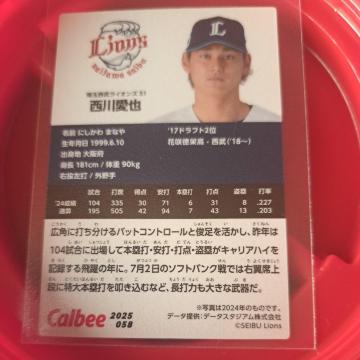 Lions
saitama seibu
埼玉西武ライオンズ 51
西川愛也
名前 にしかわ まなや
生年月日 1999.6.10
出身地 大阪府
身長 181cm / 体重 90kg
右投左打 / 外野手
'17ドラフト2位
花咲徳栄高-西武('18～)
試合 打数 得点 安打 本塁打 打点 盗塁 打率
'24成績 104 335 30 76 6 31 8 .227
通算 195 505 42 94 7 43 13 .203
広角に打ち分けるバットコントロールと俊足を活かし、昨年は
104試合に出場して本塁打・安打・打点・盗塁がキャリアハイを
記録する飛躍の年に。7月2日のソフトバンク戦では右翼席上
段に特大本塁打を叩き込むなど、長打力も大きな武器だ。
Calbee 2025
058
※写真は2024年のものです。
データ提供：データスタジアム株式会社
©SEIBU Lions